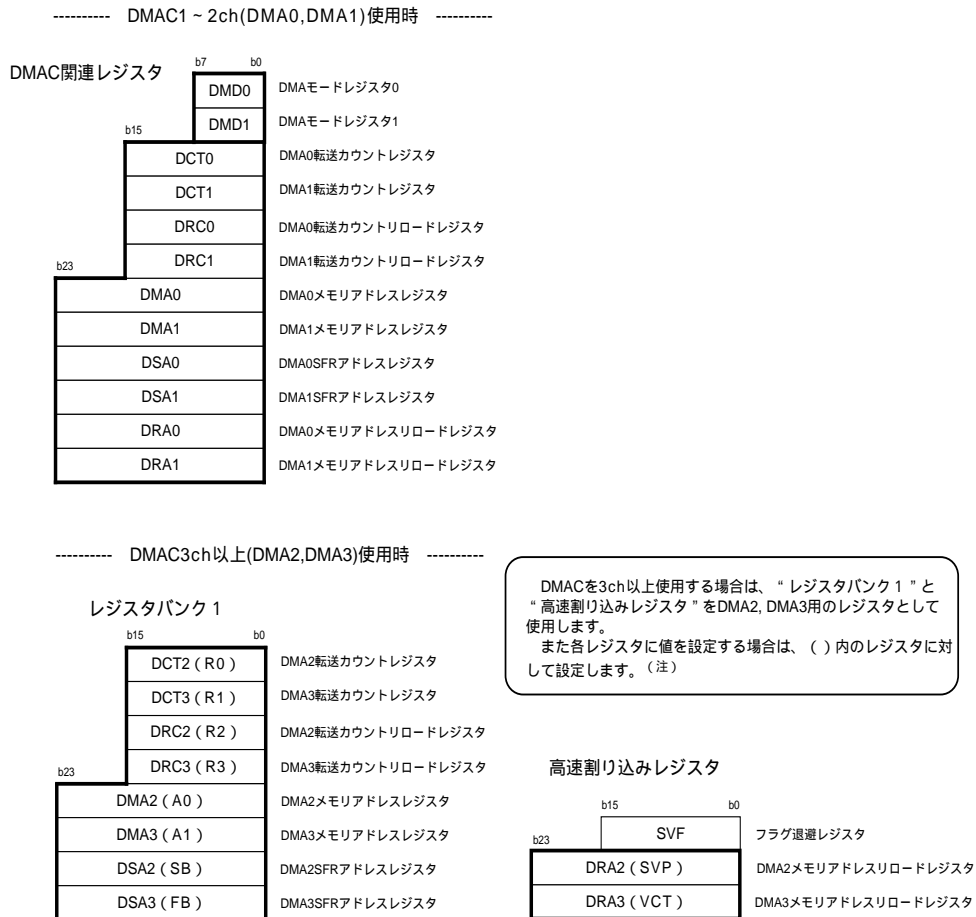 ---------- DMAC1 ~ 2ch(DMA0,DMA1)使用時 ----------
DMAC関連レジスタ
b7 b0
DMD0 DMAモードレジスタ0
DMD1 DMAモードレジスタ1
b15
DCT0 DMA0転送カウントレジスタ
DCT1 DMA1転送カウントレジスタ
DRC0 DMA0転送カウントリロードレジスタ
DRC1 DMA1転送カウントリロードレジスタ
b23
DMA0 DMA0メモリアドレスレジスタ
DMA1 DMA1メモリアドレスレジスタ
DSA0 DMA0SFRアドレスレジスタ
DSA1 DMA1SFRアドレスレジスタ
DRA0 DMA0メモリアドレスリロードレジスタ
DRA1 DMA1メモリアドレスリロードレジスタ
---------- DMAC3ch以上(DMA2,DMA3)使用時 ----------
DMACを3ch以上使用する場合は、“レジスタバンク1”と
“高速割り込みレジスタ”をDMA2, DMA3用のレジスタとして
使用します。
また各レジスタに値を設定する場合は、( )内のレジスタに対
して設定します。(注)
レジスタバンク1
b15 b0
DCT2(R0) DMA2転送カウントレジスタ
DCT3(R1) DMA3転送カウントレジスタ
DRC2(R2) DMA2転送カウントリロードレジスタ
DRC3(R3) DMA3転送カウントリロードレジスタ
b23
DMA2(A0) DMA2メモリアドレスレジスタ
DMA3(A1) DMA3メモリアドレスレジスタ
DSA2(SB) DMA2SFRアドレスレジスタ
DSA3(FB) DMA3SFRアドレスレジスタ
高速割り込みレジスタ
b15 b0
SVF フラグ退避レジスタ
b23
DRA2(SVP) DMA2メモリアドレスリロードレジスタ
DRA3(VCT) DMA3メモリアドレスリロードレジスタ